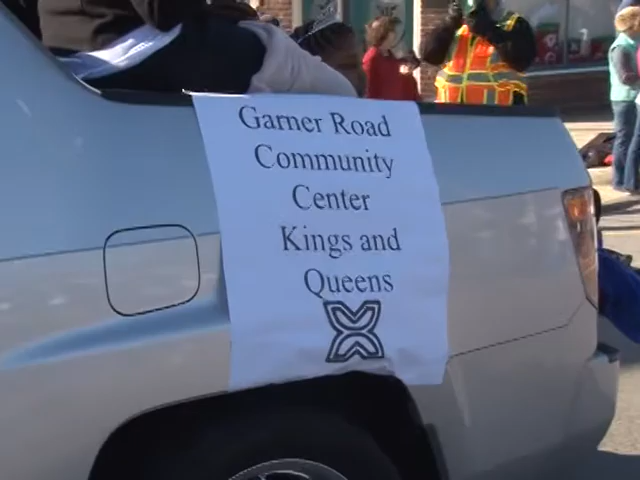 Garner Road
Community
Center
Kings and
Queens